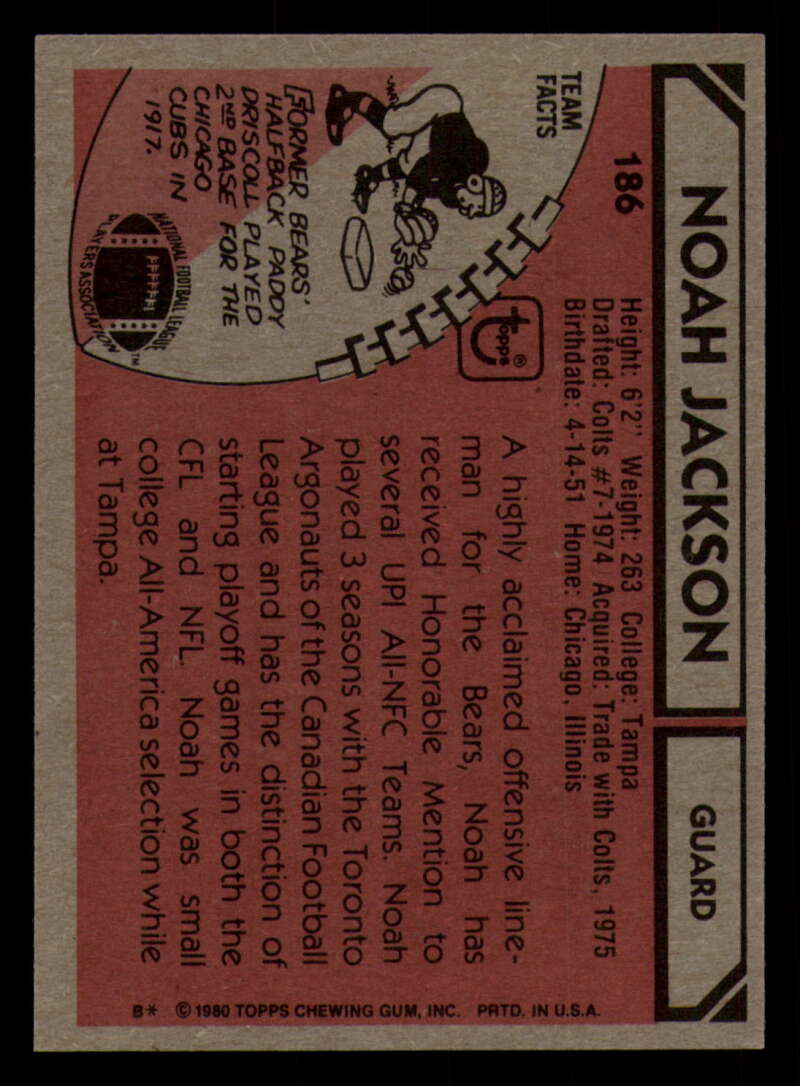 NOAH JACKSON
GUARD
186
Height: 6'2" Weight: 263 College: Tampa
Drafted: Colts #7-1974 Acquired: Trade with Colts, 1975
Birthdate: 4-14-51 Home: Chicago, Illinois
TEAM
FACTS
FORMER BEARS'
HALFBACK PADDY
DRISCOLL PLAYED
2ND BASE FOR THE
CHICAGO
CUBS IN
1917.
topps®
NATIONAL FOOTBALL LEAGUE
PLAYERS ASSOCIATION™
A highly acclaimed offensive line-
man for the Bears, Noah has
received Honorable Mention to
several UPI All-NFC Teams. Noah
played 3 seasons with the Toronto
Argonauts of the Canadian Football
League and has the distinction of
starting playoff games in both the
CFL and NFL. Noah was small
college All-America selection while
at Tampa.
B* © 1980 TOPPS CHEWING GUM, INC. PRTD. IN U.S.A.